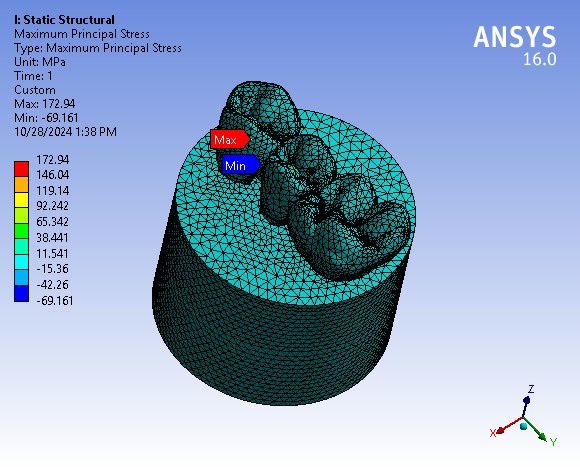 I: Static Structural
Maximum Principal Stress
Type: Maximum Principal Stress
Unit: MPa
Time: 1
Custom
Max: 172.94
Min: -69.161
10/28/2024 1:38 PM
ANSYS
16.0
172.94
146.04
119.14
92.242
65.342
38.441
11.541
-15.36
-42.26
-69.161
Max
Min
Z
X
Y